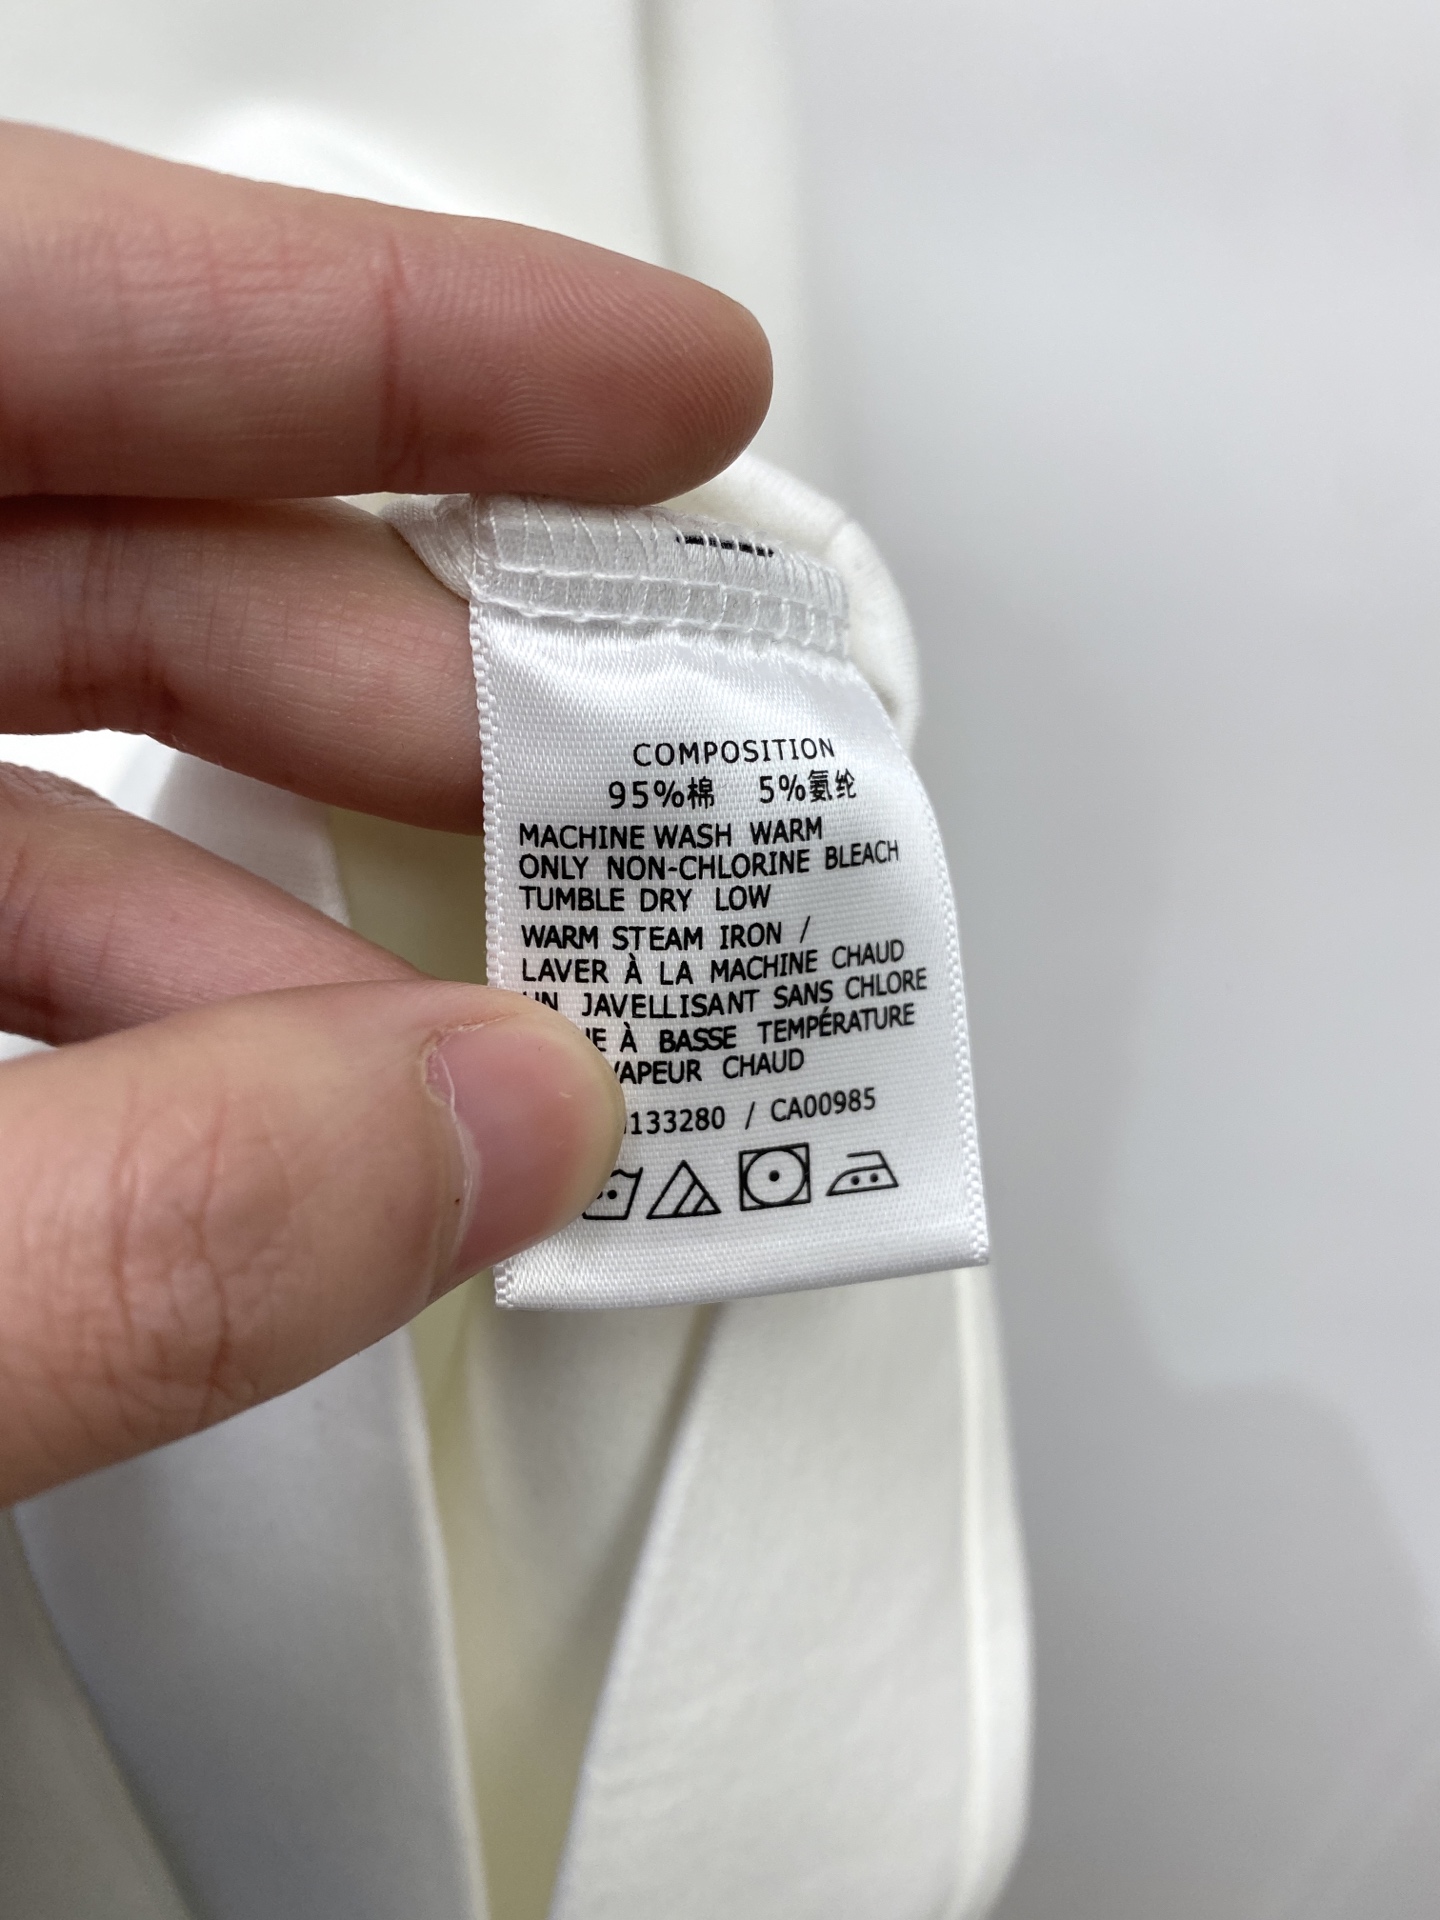 COMPOSITION
95%棉 5%氨纶
MACHINE WASH WARM
ONLY NON-CHLORINE BLEACH
TUMBLE DRY LOW
WARM STEAM IRON /
LAVER À LA MACHINE CHAUD
JAVELLISANT SANS CHLORE
À BASSE TEMPÉRATURE
VAPEUR CHAUD
133280 / CA00985